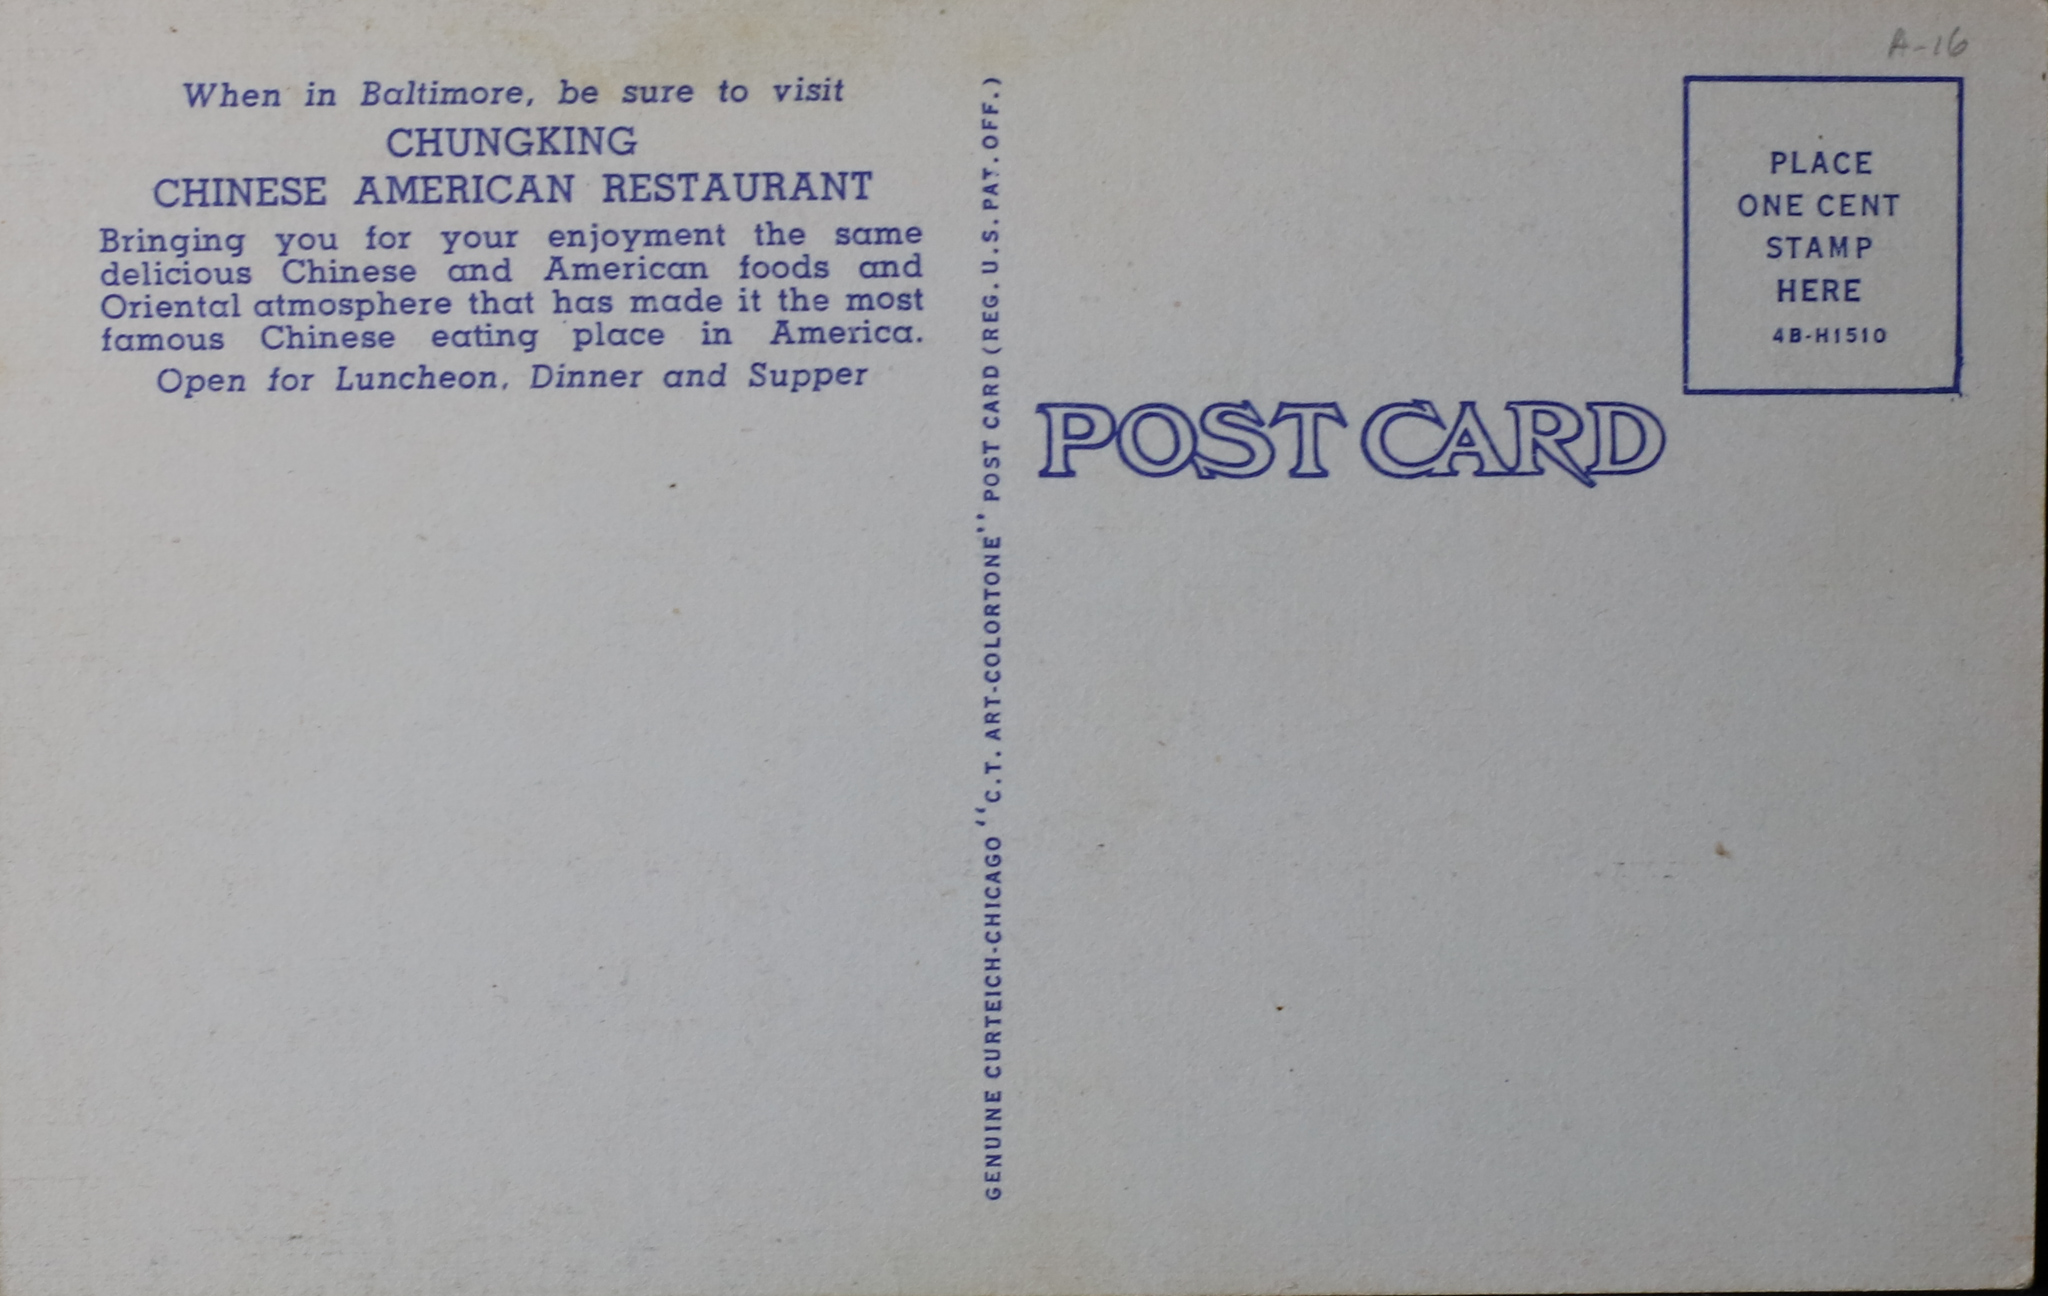 When in Baltimore, be sure to visit
CHUNGKING
CHINESE AMERICAN RESTAURANT
Bringing you for your enjoyment the same
delicious Chinese and American foods and
Oriental atmosphere that has made it the most
famous Chinese eating place in America.
Open for Luncheon, Dinner and Supper
GENUINE CURTEICH-CHICAGO "C.T. ART-COLORTONE" POST CARD (REG. U.S. PAT. OFF.)
A-16
PLACE
ONE CENT
STAMP
HERE
4B-H1510
POST CARD